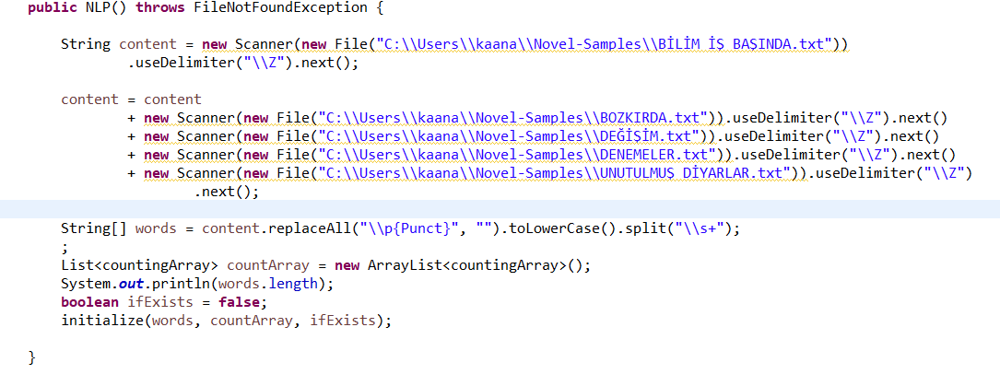 public NLP() throws FileNotFoundException {
String content = new Scanner(new File("C:\\Users\\kaana\\Novel-Samples\\BİLİM İŞ BAŞINDA.txt"))
.useDelimiter("\\Z").next();
content = content
+ new Scanner(new File("C:\\Users\\kaana\\Novel-Samples\\BOZKIRDA.txt")).useDelimiter("\\Z").next()
+ new Scanner(new File("C:\\Users\\kaana\\Novel-Samples\\DEĞİŞİM.txt")).useDelimiter("\\Z").next()
+ new Scanner(new File("C:\\Users\\kaana\\Novel-Samples\\DENEMELER.txt")).useDelimiter("\\Z").next()
+ new Scanner(new File("C:\\Users\\kaana\\Novel-Samples\\UNUTULMUŞ DİYARLAR.txt")).useDelimiter("\\Z")
.next();
String[] words = content.replaceAll("\\p{Punct}", "").toLowerCase().split("\\s+");
;
List<countingArray> countArray = new ArrayList<countingArray>();
System.out.println(words.length);
boolean ifExists = false;
initialize(words, countArray, ifExists);
}